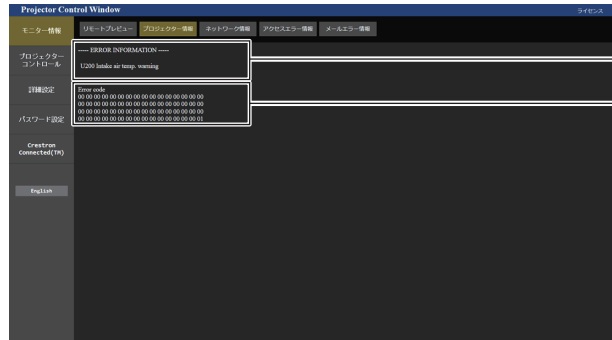 Projector Control Window
ライセンス
モニター情報
リモートプレビュー プロジェクター情報 ネットワーク情報 アクセスエラー情報 メールエラー情報
プロジェクター
コントロール
詳細設定
パスワード設定
Crestron
Connected(TM)
English
----- ERROR INFORMATION -----
U200 Intake air temp. warning
Error code
00 00 00 00 00 00 00 00 00 00 00 00 00 00 00 00
00 00 00 00 00 00 00 00 00 00 00 00 00 00 00 00
00 00 00 00 00 00 00 00 00 00 00 00 00 00 00 00
00 00 00 00 00 00 00 00 00 00 00 00 00 00 00 01